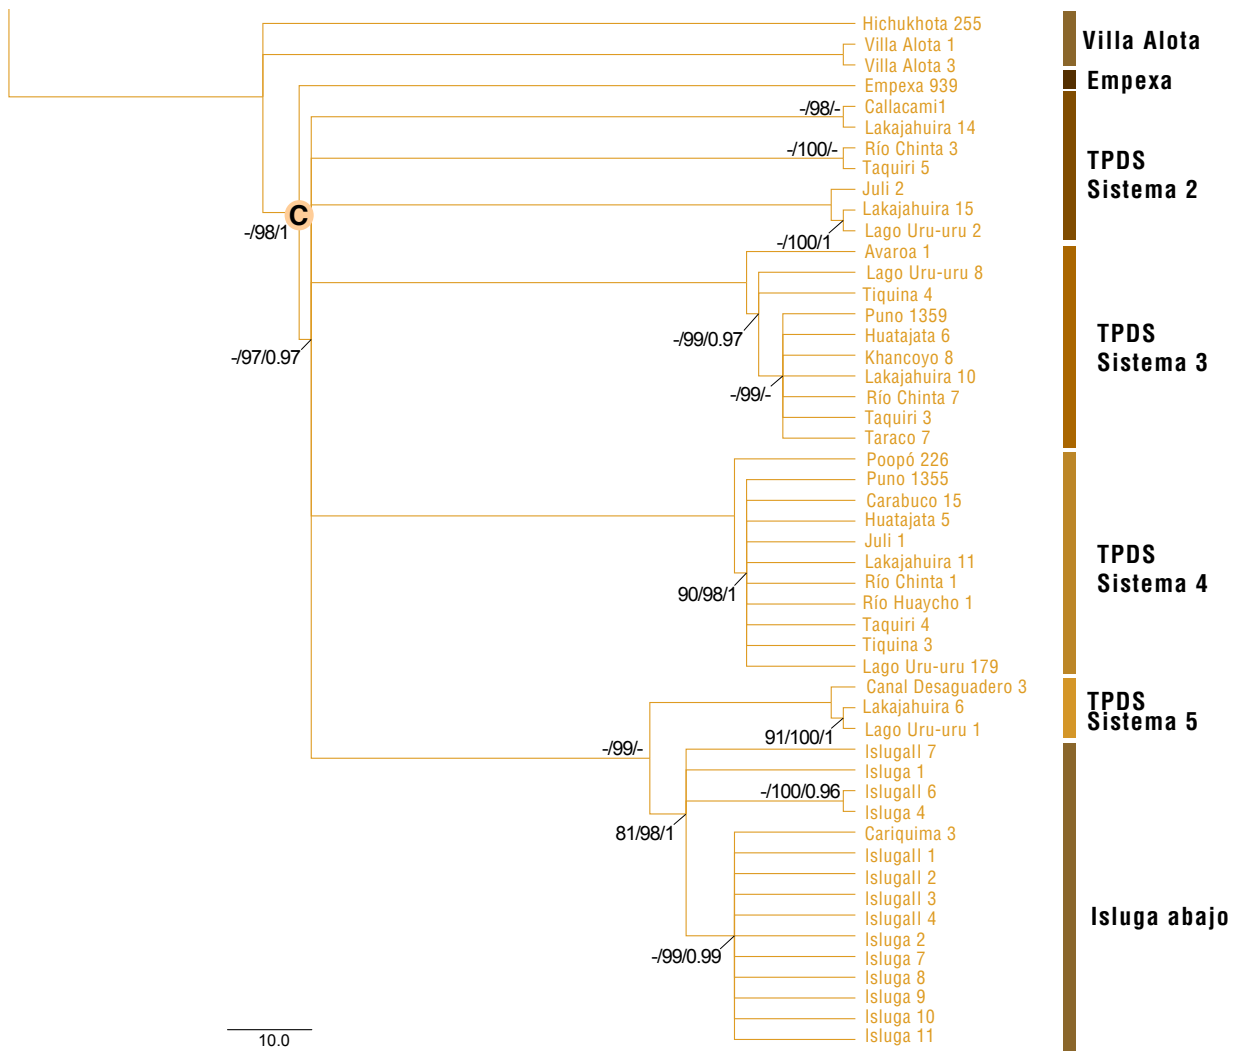 Hichukhota 255
Villa Alota 1
Villa Alota 3
Villa Alota
Empexa 939
Empexa
-/98/-
Callacami1
Lakajahuira 14
-/100/-
Río Chinta 3
Taquiri 5
TPDS
Sistema 2
Juli 2
Lakajahuira 15
Lago Uru-uru 2
C
-/98/1
-/100/1
Avaroa 1
Lago Uru-uru 8
Tiquina 4
Puno 1359
Huatajata 6
Khancoyo 8
Lakajahuira 10
Río Chinta 7
Taquiri 3
Taraco 7
-/99/0.97
-/97/0.97
-/99/-
TPDS
Sistema 3
Poopó 226
Puno 1355
Carabuco 15
Huatajata 5
Juli 1
Lakajahuira 11
Río Chinta 1
Río Huaycho 1
Taquiri 4
Tiquina 3
Lago Uru-uru 179
90/98/1
TPDS
Sistema 4
Canal Desaguadero 3
Lakajahuira 6
Lago Uru-uru 1
91/100/1
-/99/-
TPDS
Sistema 5
IslugaII 7
Isluga 1
IslugaII 6
Isluga 4
-/100/0.96
81/98/1
Cariquima 3
IslugaII 1
IslugaII 2
IslugaII 3
IslugaII 4
Isluga 2
Isluga 7
Isluga 8
Isluga 9
Isluga 10
Isluga 11
-/99/0.99
Isluga abajo
10.0